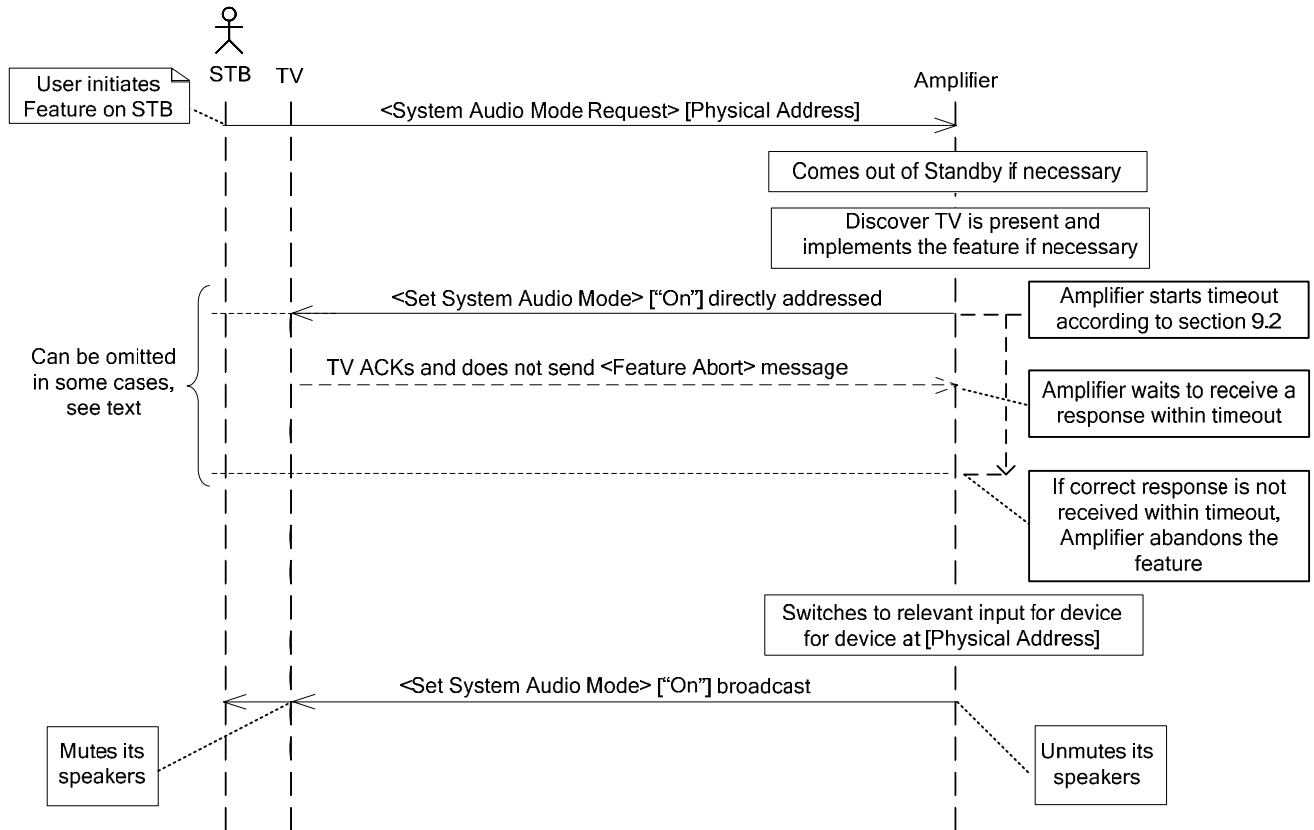 STB
TV
Amplifier
User initiates
Feature on STB
<System Audio Mode Request> [Physical Address]
Comes out of Standby if necessary
Discover TV is present and
implements the feature if necessary
<Set System Audio Mode> [“On”] directly addressed
Amplifier starts timeout
according to section 9.2
Can be omitted
in some cases,
see text
TV ACKs and does not send <Feature Abort> message
Amplifier waits to receive a
response within timeout
If correct response is not
received within timeout,
Amplifier abandons the
feature
Switches to relevant input for device
for device at [Physical Address]
<Set System Audio Mode> [“On”] broadcast
Mutes its
speakers
Unmutes its
speakers